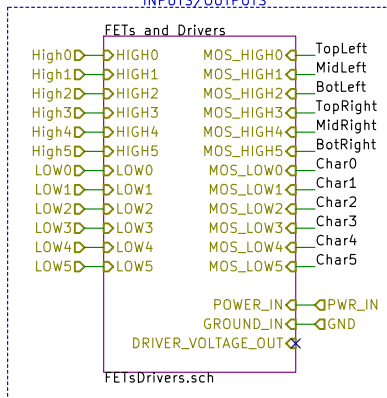 INPUTS/OUTPUTS
FETs and Drivers
High0 HIGH0 MOS_HIGH0 TopLeft
High1 HIGH1 MOS_HIGH1 MidLeft
High2 HIGH2 MOS_HIGH2 BotLeft
High3 HIGH3 MOS_HIGH3 TopRight
High4 HIGH4 MOS_HIGH4 MidRight
High5 HIGH5 MOS_HIGH5 BotRight
LOW0 LOW0 MOS_LOW0 Char0
LOW1 LOW1 MOS_LOW1 Char1
LOW2 LOW2 MOS_LOW2 Char2
LOW3 LOW3 MOS_LOW3 Char3
LOW4 LOW4 MOS_LOW4 Char4
LOW5 LOW5 MOS_LOW5 Char5
POWER_IN PWR_IN
GROUND_IN GND
DRIVER_VOLTAGE_OUT
FETsDrivers.sch